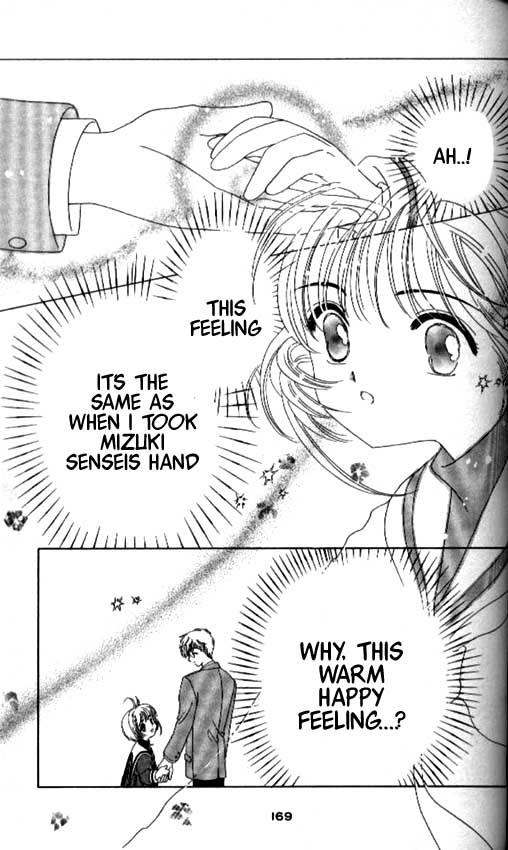 AH..!
THIS
FEELING
ITS THE
SAME AS
WHEN I TOOK
MIZUKI
SENSEIS HAND
WHY. THIS
WARM
HAPPY
FEELING...?
169